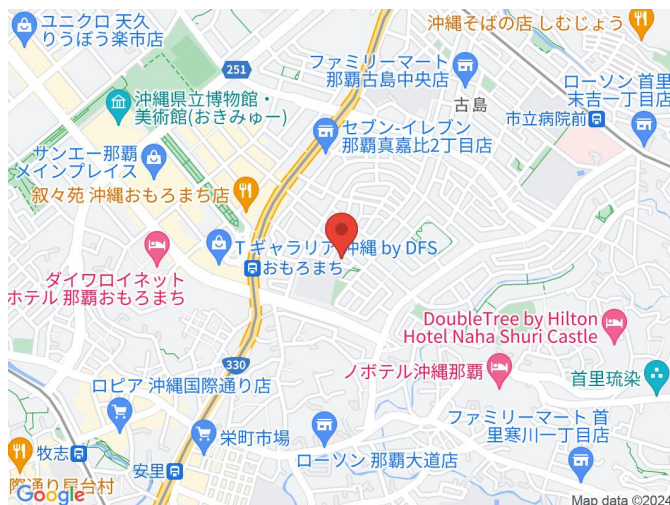 ユニクロ 天久
りうぼう楽市店
沖縄そばの店 しむじょう
251
ファミリーマート
那覇古島中央店
ローソン 首里
末吉一丁目店
古島
沖縄県立博物館・
美術館(おきみゅー)
市立病院前
セブン-イレブン
那覇真嘉比2丁目店
サンエー那覇
メインプレイス
叙々苑 沖縄おもろまち店
T ギャラリア 沖縄 by DFS
おもろまち
ダイワロイネット
ホテル 那覇おもろまち
DoubleTree by Hilton
Hotel Naha Shuri Castle
330
ノボテル沖縄那覇
首里琉染
ロピア 沖縄国際通り店
栄町市場
ファミリーマート 首
里寒川一丁目店
牧志
安里
ローソン 那覇大道店
際通り屋台村
Google
Map data ©2024